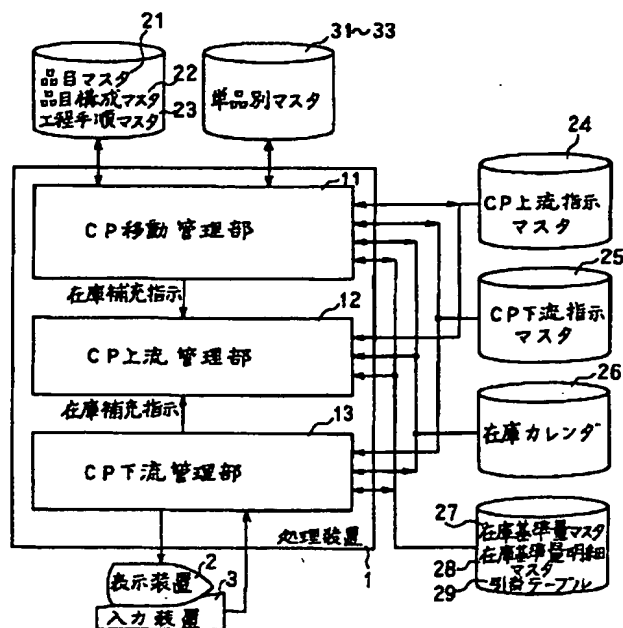 21
品目マスタ
22
品目構成マスタ
23
工程手順マスタ
31~33
単品別マスタ
11
CP移動管理部
在庫補充指示
12
CP上流管理部
在庫補充指示
13
CP下流管理部
処理装置
1
2
表示装置
3
入力装置
24
CP上流指示
マスタ
25
CP下流指示
マスタ
26
在庫カレンダ
27
在庫基準量マスタ
28
在庫基準量明細
マスタ
29
引当テーブル